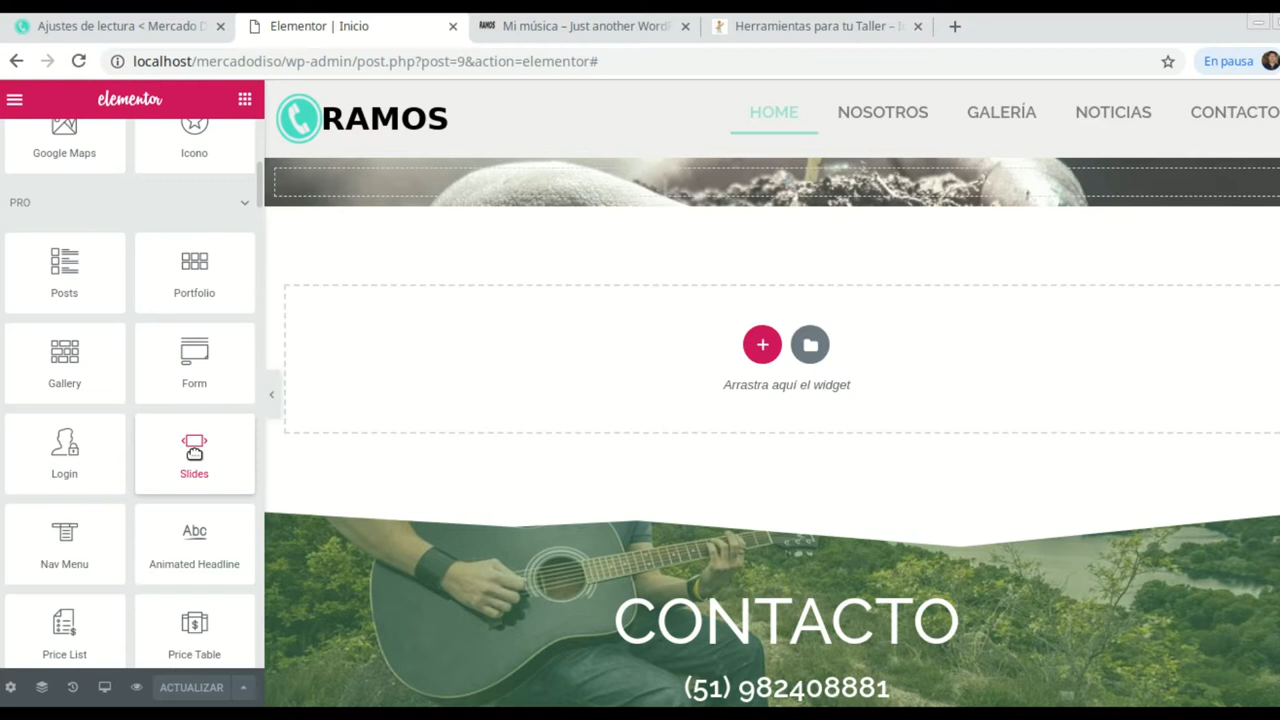 Ajustes de lectura < Mercado D
Elementor | Inicio
RAMOS
Mi música – Just another WordP
Herramientas para tu Taller – I
localhost/mercadodiso/wp-admin/post.php?post=9&action=elementor#
En pausa
elementor
Google Maps
Icono
PRO
Posts
Portfolio
Gallery
Form
Login
Slides
Nav Menu
Abc
Animated Headline
Price List
Price Table
ACTUALIZAR
RAMOS
HOME
NOSOTROS
GALERÍA
NOTICIAS
CONTACTO
Arrastra aquí el widget
CONTACTO
(51) 982408881